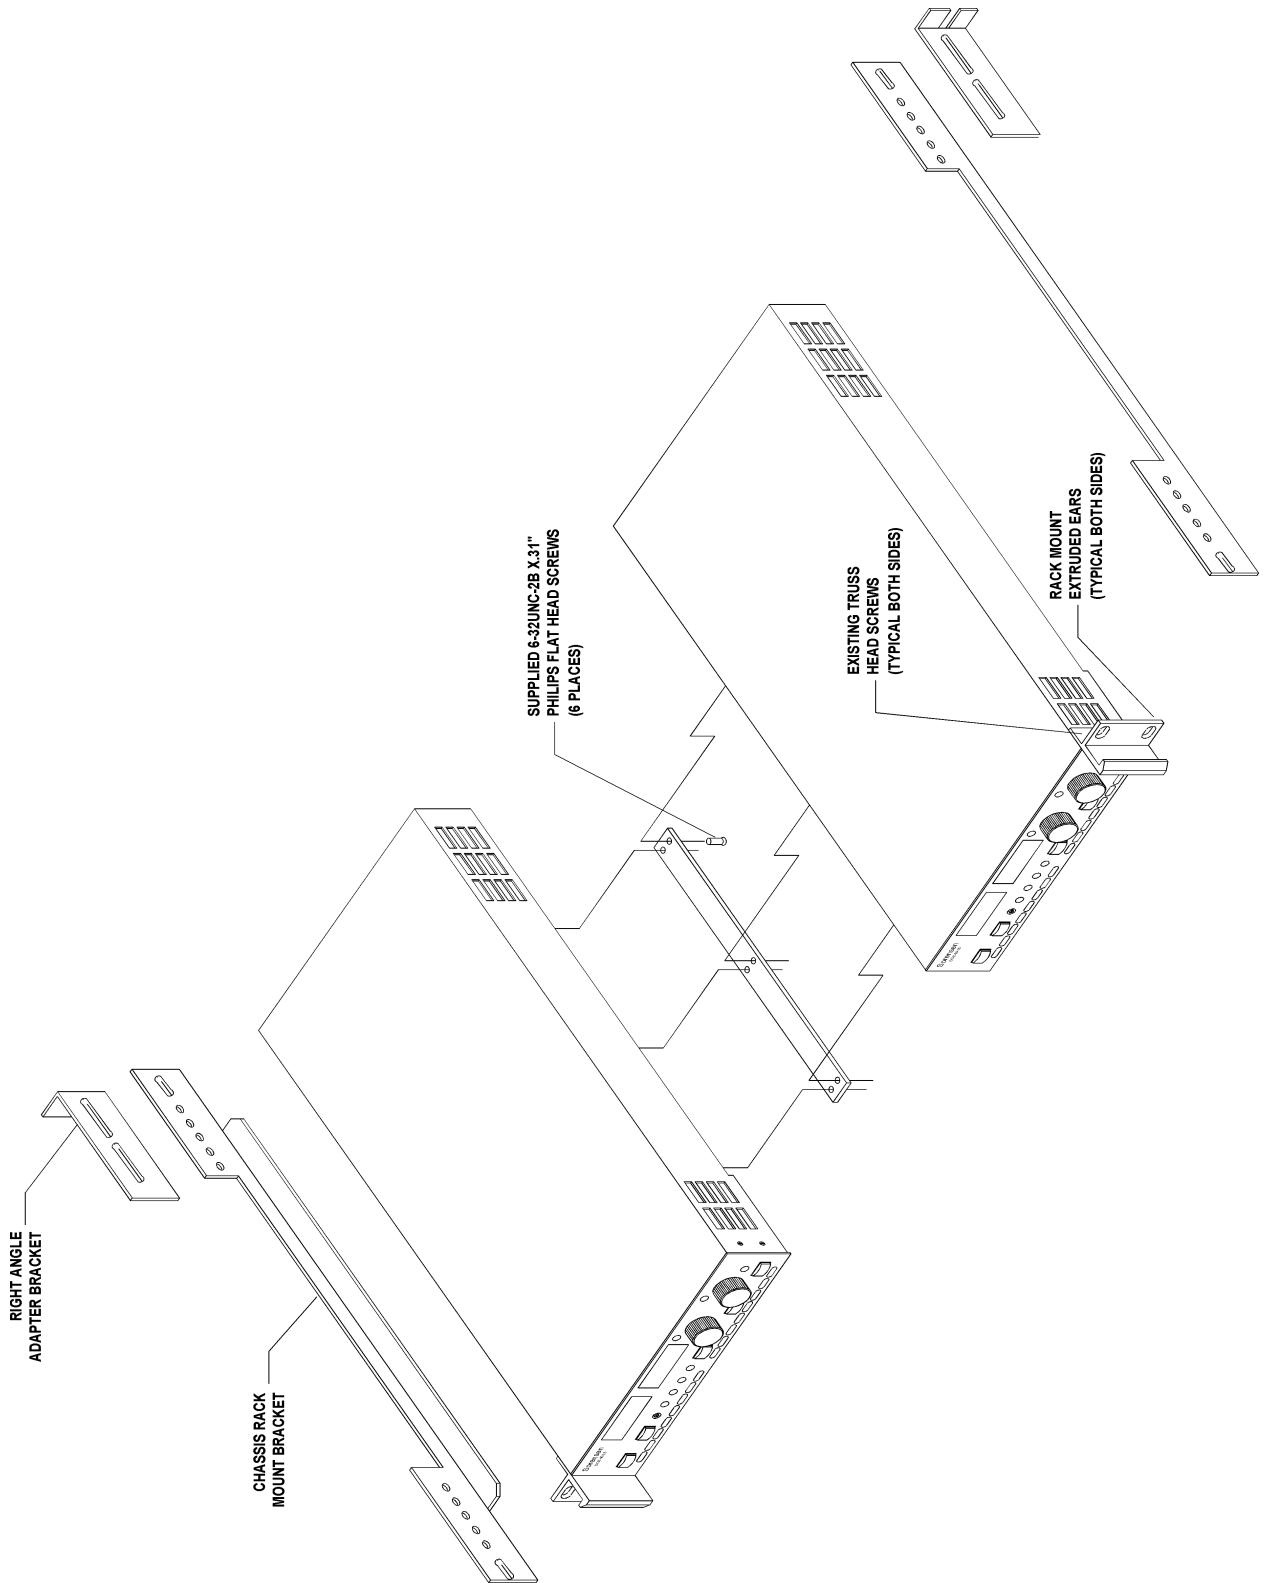 RIGHT ANGLE
ADAPTER BRACKET
CHASSIS RACK
MOUNT BRACKET
SUPPLIED 6-32UNC-2B X.31"
PHILIPS FLAT HEAD SCREWS
(6 PLACES)
EXISTING TRUSS
HEAD SCREWS
(TYPICAL BOTH SIDES)
RACK MOUNT
EXTRUDED EARS
(TYPICAL BOTH SIDES)